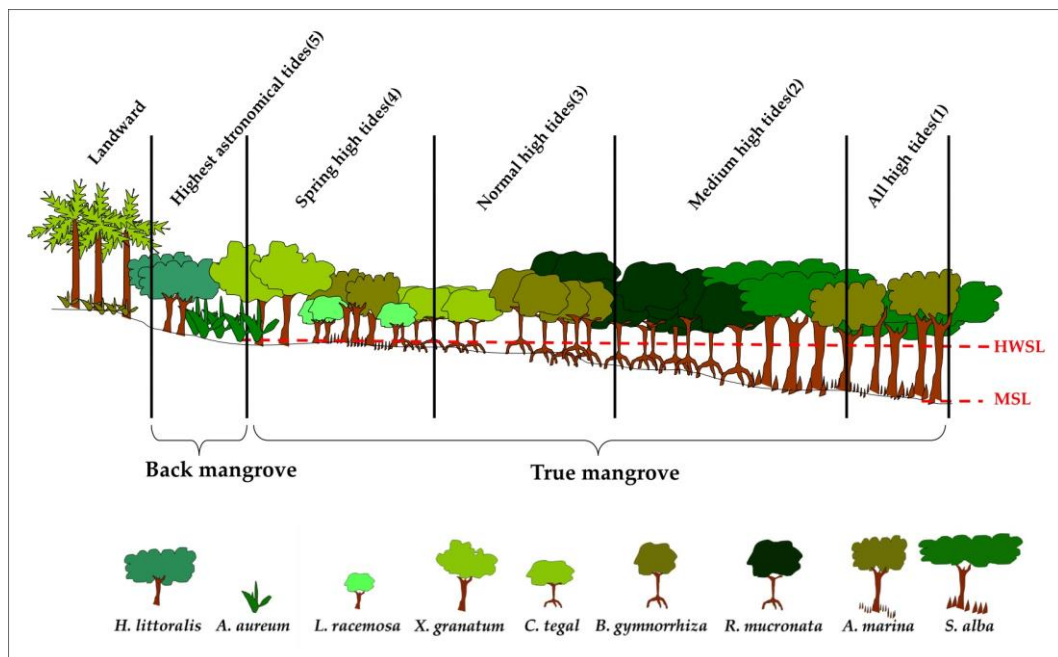 Landward
Highest astronomical tides(5)
Spring high tides(4)
Normal high tides(3)
Medium high tides(2)
All high tides(1)
HWSL
MSL
Back mangrove
True mangrove
H. littoralis
A. aureum
L. racemosa
X. granatum
C. tegal
B. gymnorrhiza
R. mucronata
A. marina
S. alba